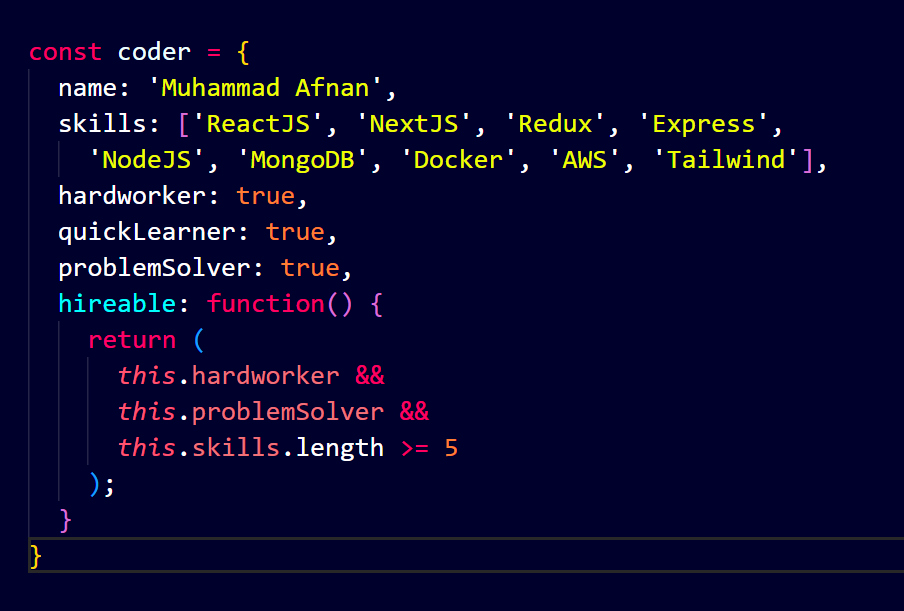 const coder = {
  name: 'Muhammad Afnan',
  skills: ['ReactJS', 'NextJS', 'Redux', 'Express',
    'NodeJS', 'MongoDB', 'Docker', 'AWS', 'Tailwind'],
  hardworker: true,
  quickLearner: true,
  problemSolver: true,
  hireable: function() {
    return (
      this.hardworker &&
      this.problemSolver &&
      this.skills.length >= 5
    );
  }
}